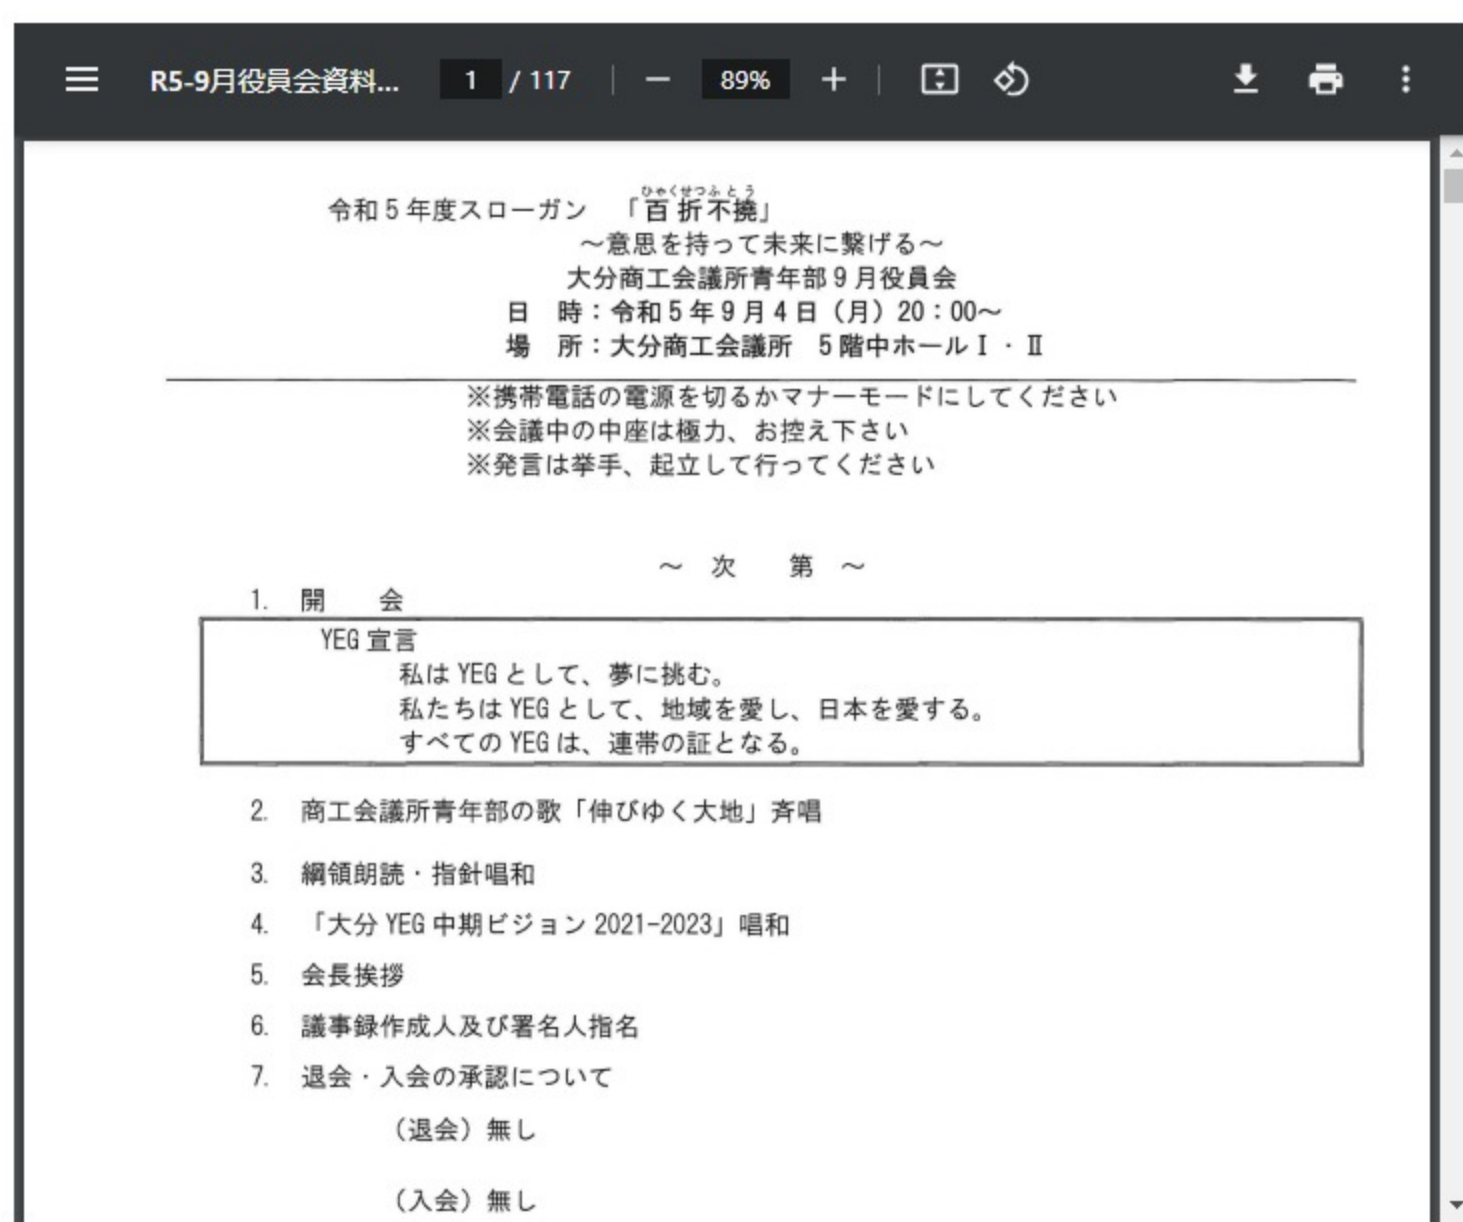 R5-9月役員会資料... 1 / 117 89%
ひゃくせつふとう
令和5年度スローガン 「百折不撓」
～意思を持って未来に繋げる～
大分商工会議所青年部9月役員会
日　時：令和5年9月4日（月）20：00～
場　所：大分商工会議所　5階中ホールⅠ・Ⅱ
※携帯電話の電源を切るかマナーモードにしてください
※会議中の中座は極力、お控え下さい
※発言は挙手、起立して行ってください
～　次　　第　～
1.　開　　会
YEG宣言
私はYEGとして、夢に挑む。
私たちはYEGとして、地域を愛し、日本を愛する。
すべてのYEGは、連帯の証となる。
2.　商工会議所青年部の歌「伸びゆく大地」斉唱
3.　綱領朗読・指針唱和
4.　「大分YEG中期ビジョン2021-2023」唱和
5.　会長挨拶
6.　議事録作成人及び署名人指名
7.　退会・入会の承認について
（退会）無し
（入会）無し